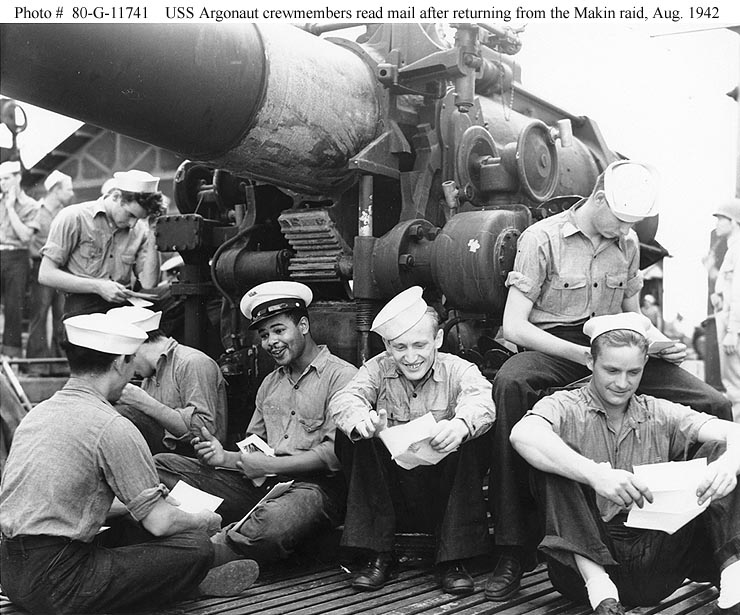 Photo # 80-G-11741 USS Argonaut crewmembers read mail after returning from the Makin raid, Aug. 1942